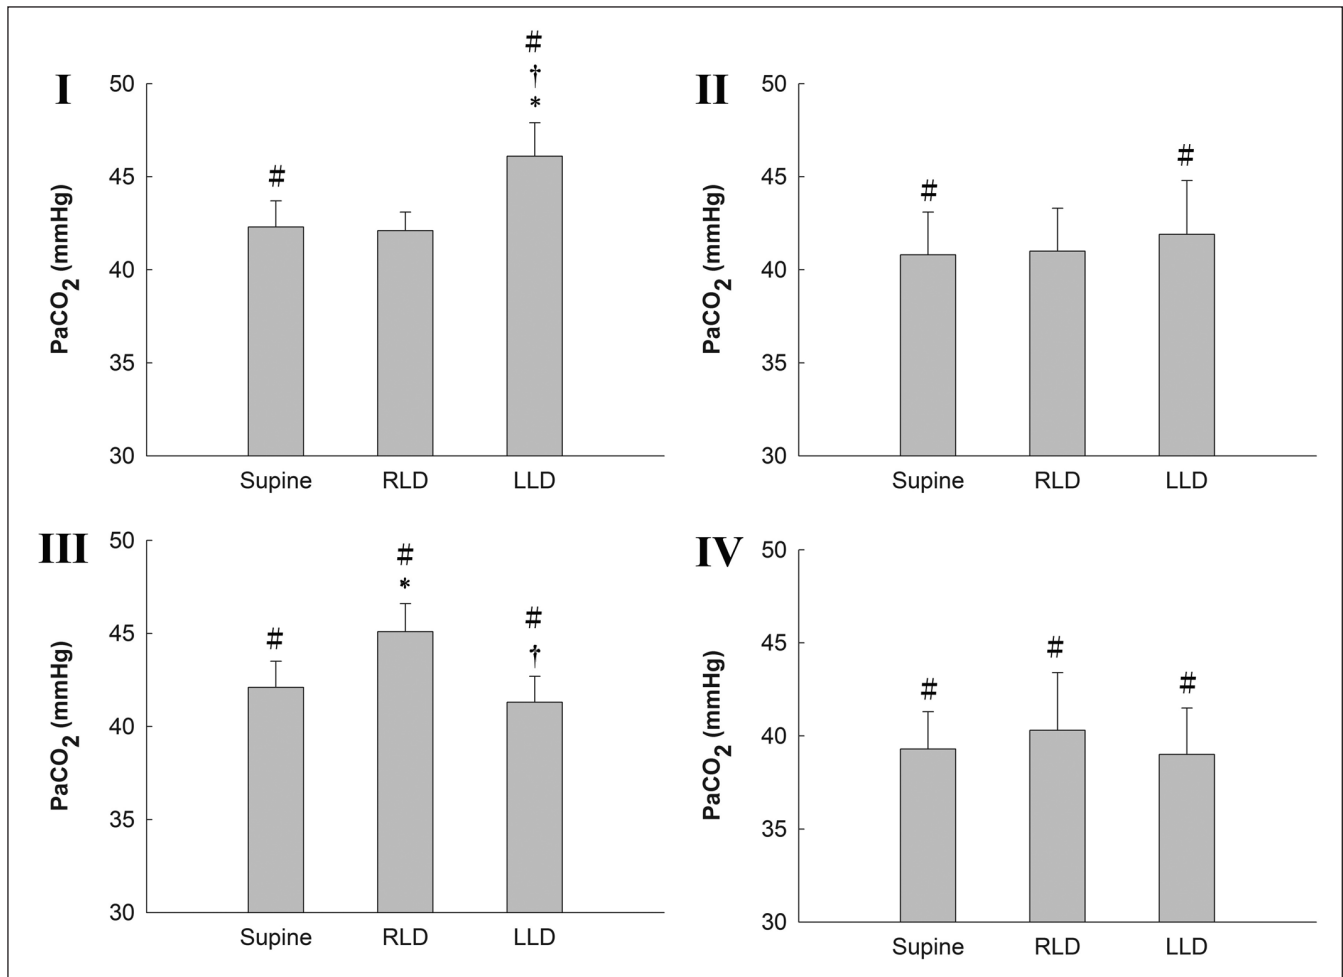 I
#
†
*
#
50
45
40
35
30
PaCO2 (mmHg)
Supine RLD LLD
II
#
#
50
45
40
35
30
PaCO2 (mmHg)
Supine RLD LLD
III
#
*
#
#
†
50
45
40
35
30
PaCO2 (mmHg)
Supine RLD LLD
IV
#
#
#
50
45
40
35
30
PaCO2 (mmHg)
Supine RLD LLD